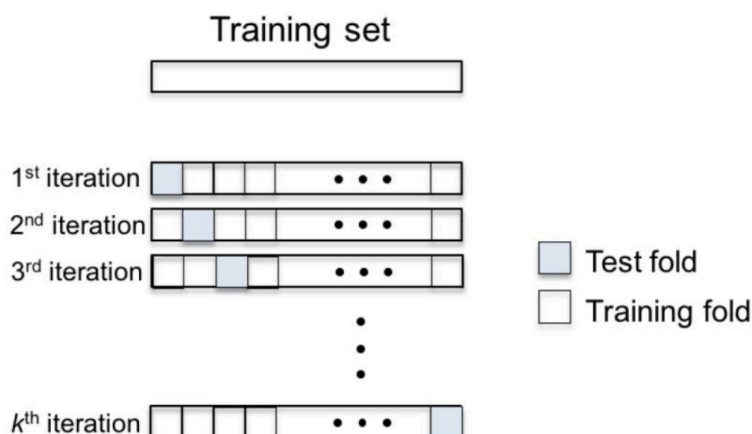 Training set
1st iteration
2nd iteration
3rd iteration
kth iteration
Test fold
Training fold